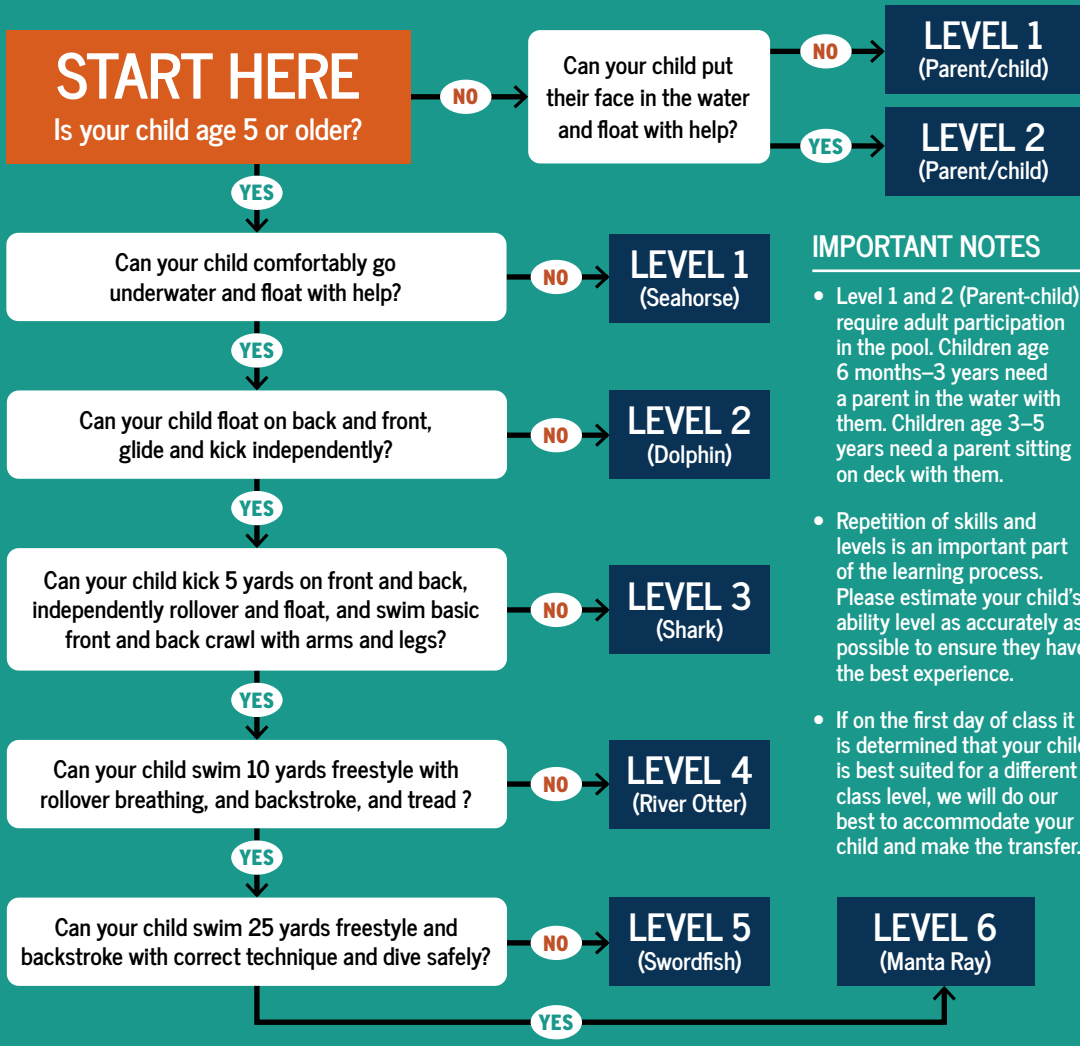 START HERE
Is your child age 5 or older?
NO
Can your child put
their face in the water
and float with help?
NO
LEVEL 1
(Parent/child)
YES
LEVEL 2
(Parent/child)
YES
Can your child comfortably go
underwater and float with help?
NO
LEVEL 1
(Seahorse)
YES
Can your child float on back and front,
glide and kick independently?
NO
LEVEL 2
(Dolphin)
YES
Can your child kick 5 yards on front and back,
independently rollover and float, and swim basic
front and back crawl with arms and legs?
NO
LEVEL 3
(Shark)
YES
Can your child swim 10 yards freestyle with
rollover breathing, and backstroke, and tread ?
NO
LEVEL 4
(River Otter)
YES
Can your child swim 25 yards freestyle and
backstroke with correct technique and dive safely?
NO
LEVEL 5
(Swordfish)
YES
LEVEL 6
(Manta Ray)
IMPORTANT NOTES
• Level 1 and 2 (Parent-child)
require adult participation
in the pool. Children age
6 months–3 years need
a parent in the water with
them. Children age 3–5
years need a parent sitting
on deck with them.
• Repetition of skills and
levels is an important part
of the learning process.
Please estimate your child's
ability level as accurately as
possible to ensure they have
the best experience.
• If on the first day of class it
is determined that your child
is best suited for a different
class level, we will do our
best to accommodate your
child and make the transfer.